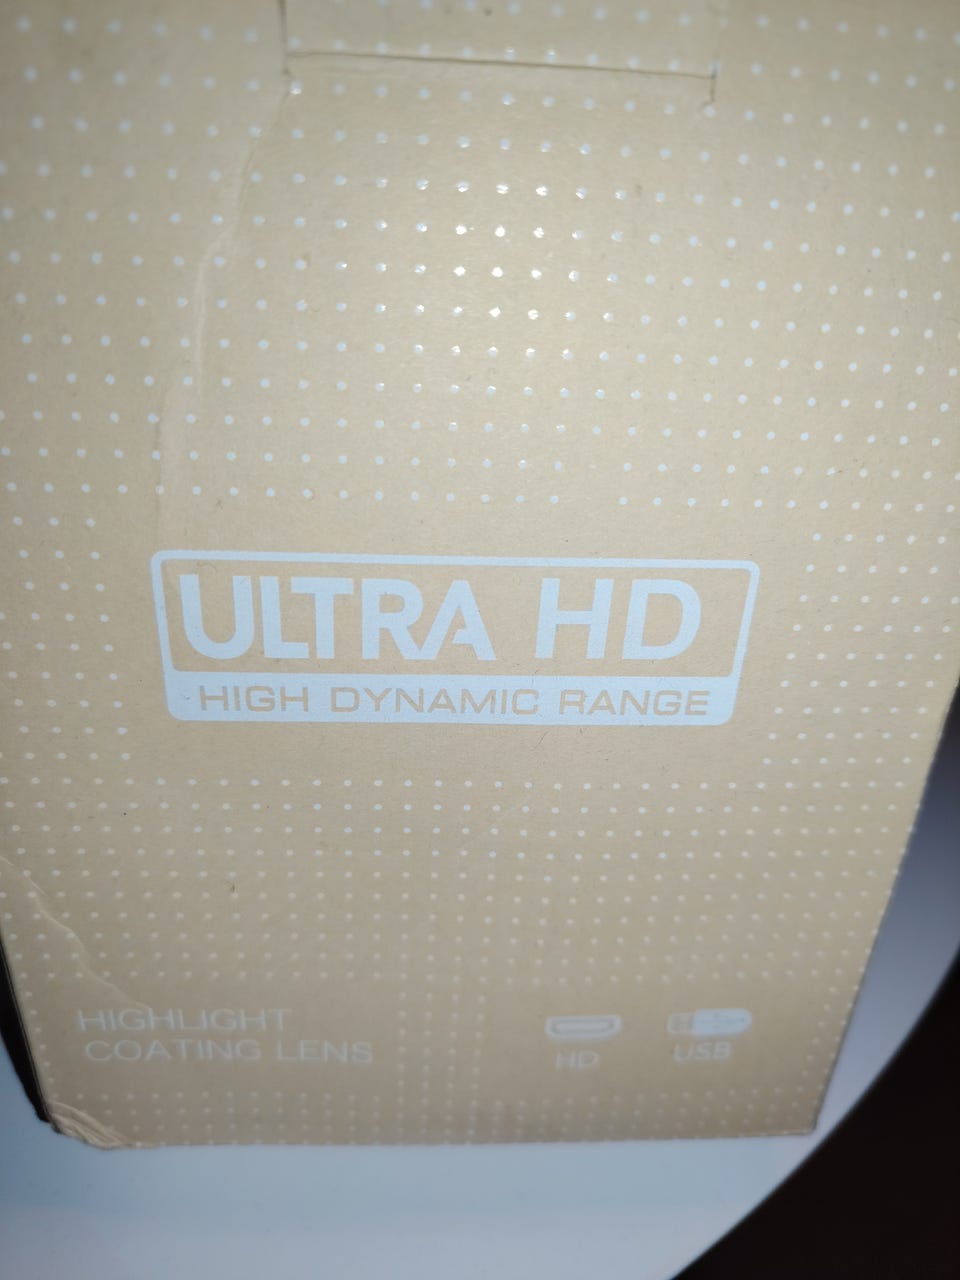 ULTRA HD
HIGH DYNAMIC RANGE
HIGHLIGHT
COATING LENS
HD
USB